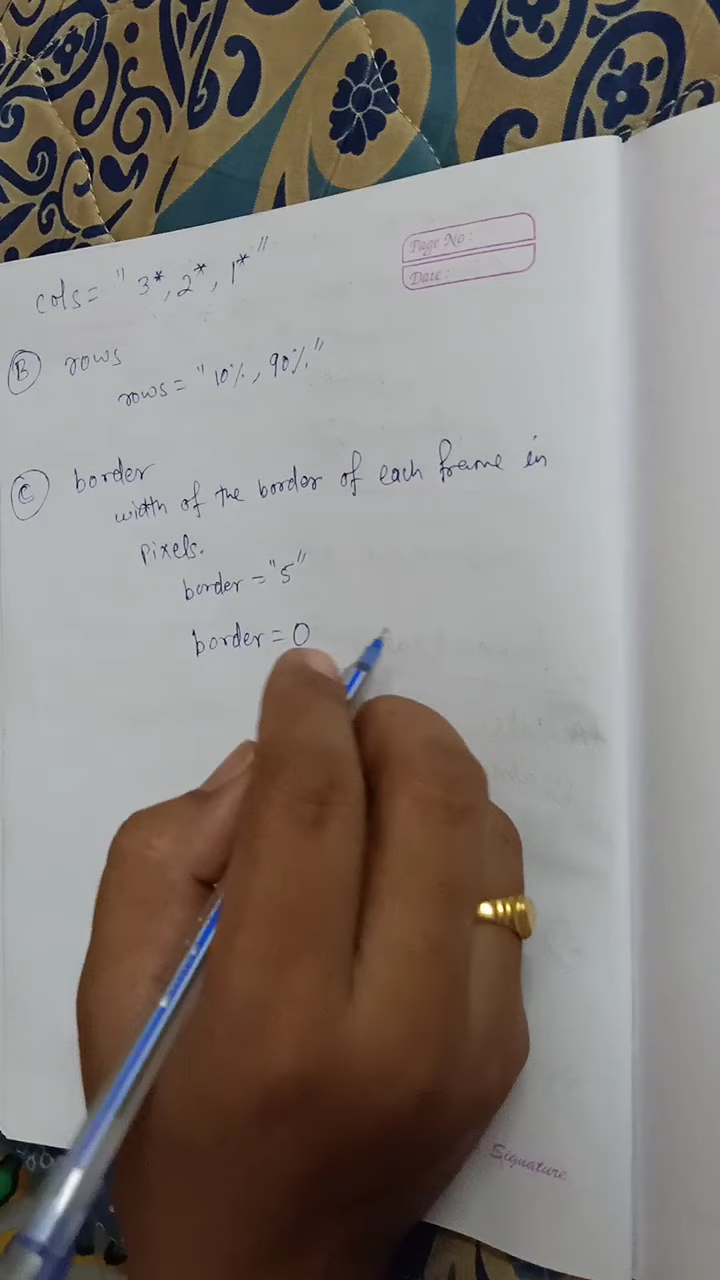 Page No :
Date :
cols= " 3*, 2*, 1* "
B rows
rows = "10%, 90%"
C border
width of the border of each frame in
pixels.
border = "5"
border = 0
Signature